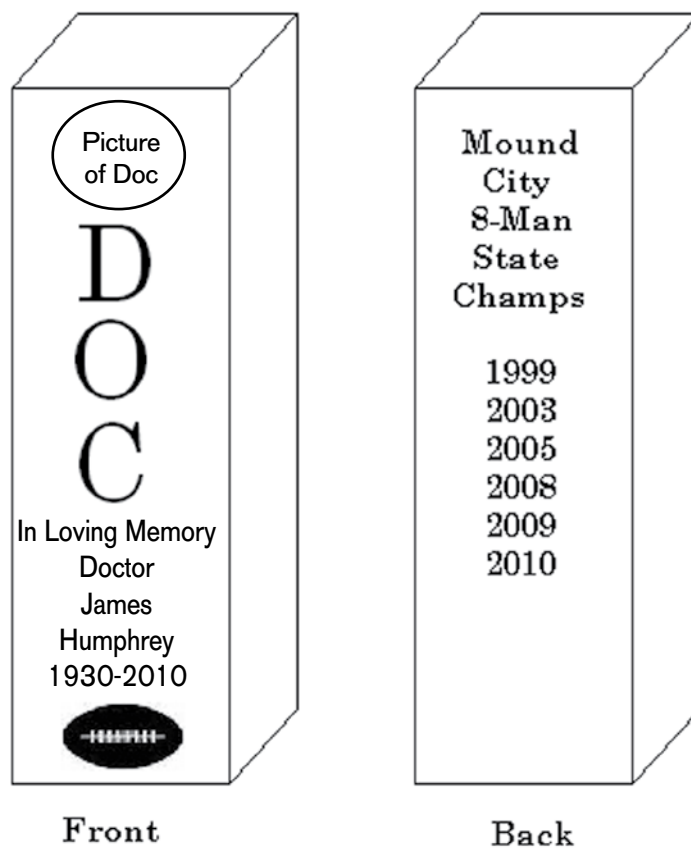 Picture
of Doc
D
O
C
In Loving Memory
Doctor
James
Humphrey
1930-2010
Front
Mound
City
8-Man
State
Champs
1999
2003
2005
2008
2009
2010
Back